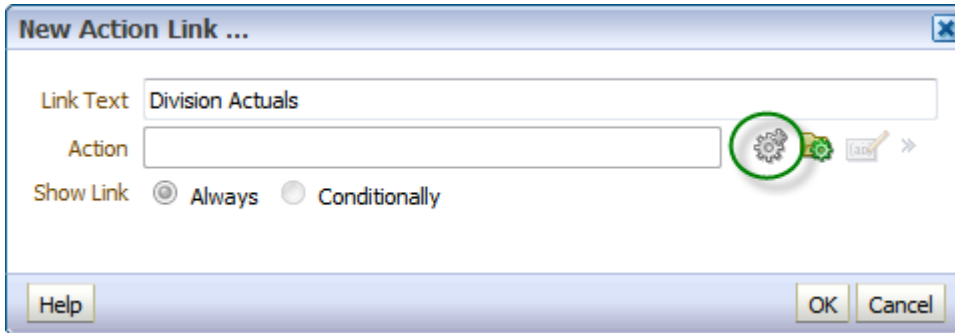 New Action Link ...
Link Text Division Actuals
Action
Show Link Always Conditionally
Help OK Cancel